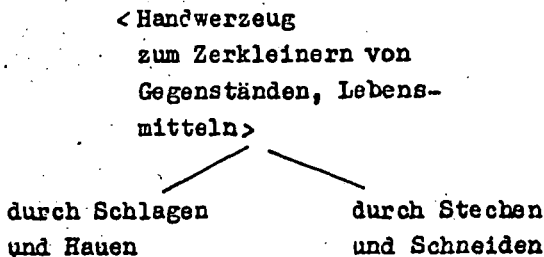 <Handwerzeug
zum Zerkleinern von
Gegenständen, Lebens-
mitteln>
durch Schlagen durch Stechen
und Hauen und Schneiden